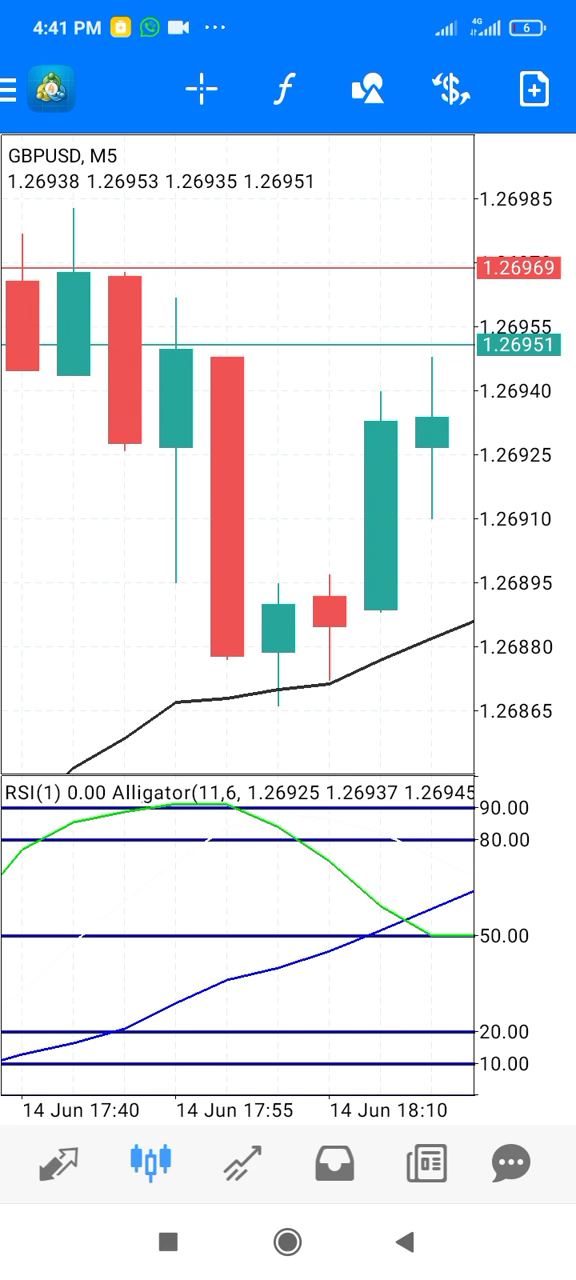 4:41 PM
4G
6
GBPUSD, M5
1.26938 1.26953 1.26935 1.26951
1.26985
1.26969
1.26955
1.26951
1.26940
1.26925
1.26910
1.26895
1.26880
1.26865
RSI(1) 0.00 Alligator(11,6, 1.26925 1.26937 1.26945
90.00
80.00
50.00
20.00
10.00
14 Jun 17:40 14 Jun 17:55 14 Jun 18:10